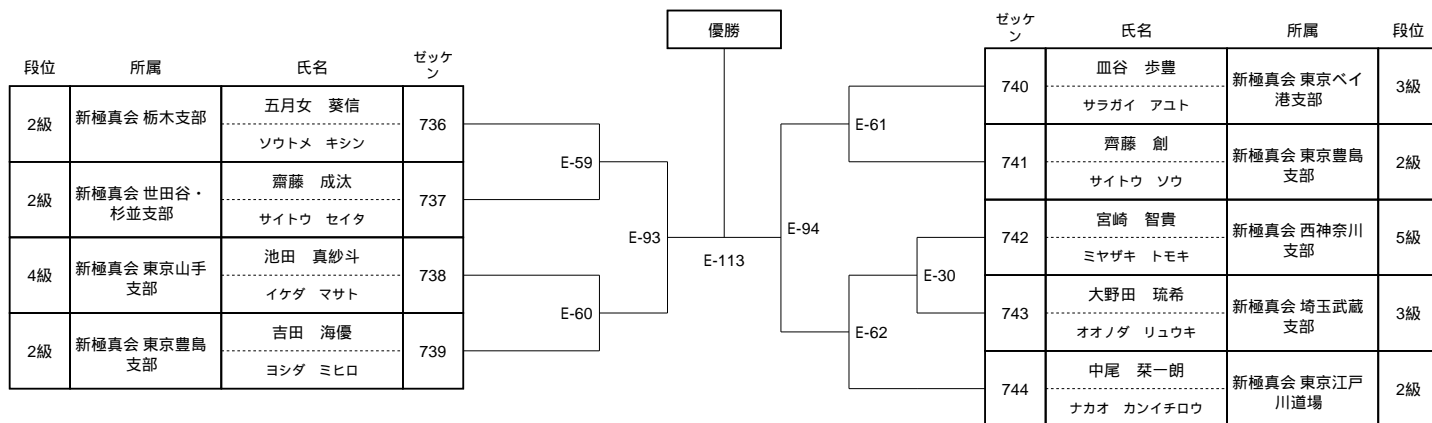 優勝
段位
所属
氏名
ゼッケ
ン
2級
新極真会 栃木支部
五月女 葵信
ソウトメ キシン
736
2級
新極真会 世田谷・
杉並支部
齋藤 成汰
サイトウ セイタ
737
4級
新極真会 東京山手
支部
池田 真紗斗
イケダ マサト
738
2級
新極真会 東京豊島
支部
吉田 海優
ヨシダ ミヒロ
739
E-59
E-60
E-93
E-113
E-94
E-61
E-62
E-30
ゼッケ
ン
氏名
所属
段位
740
皿谷 歩豊
サラガイ アユト
新極真会 東京ベイ
港支部
3級
741
齊藤 創
サイトウ ソウ
新極真会 東京豊島
支部
2級
742
宮崎 智貴
ミヤザキ トモキ
新極真会 西神奈川
支部
5級
743
大野田 琉希
オオノダ リュウキ
新極真会 埼玉武蔵
支部
3級
744
中尾 栞一朗
ナカオ カンイチロウ
新極真会 東京江戸
川道場
2級